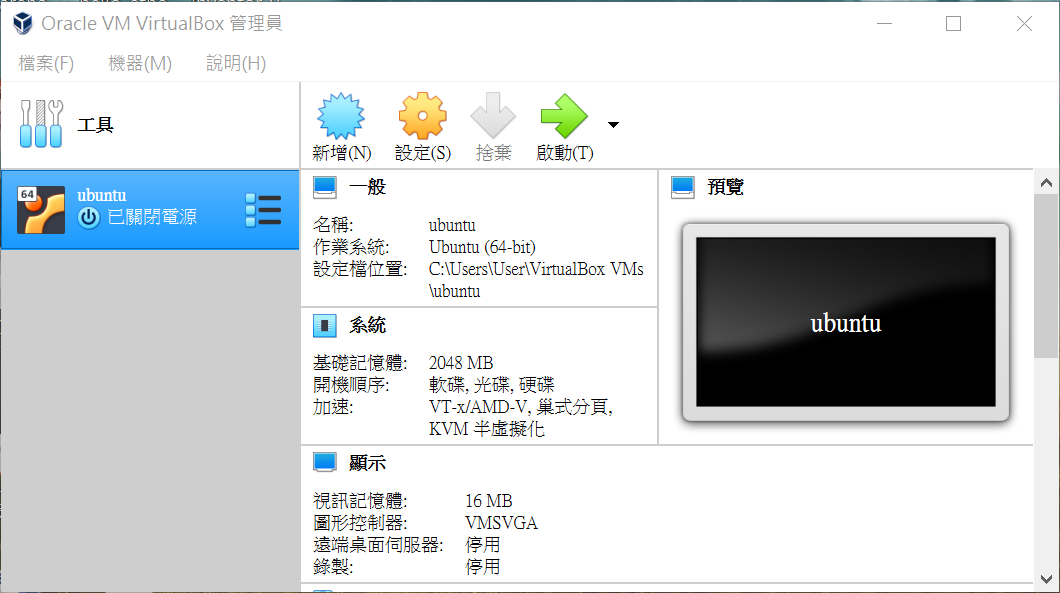 Oracle VM VirtualBox 管理員
檔案(F) 機器(M) 說明(H)
工具
新增(N) 設定(S) 捨棄 啟動(T)
64
ubuntu
已關閉電源
一般
名稱: ubuntu
作業系統: Ubuntu (64-bit)
設定檔位置: C:\Users\User\VirtualBox VMs
\ubuntu
預覽
ubuntu
系統
基礎記憶體: 2048 MB
開機順序: 軟碟, 光碟, 硬碟
加速: VT-x/AMD-V, 巢式分頁,
KVM 半虛擬化
顯示
視訊記憶體: 16 MB
圖形控制器: VMSVGA
遠端桌面伺服器: 停用
錄製: 停用